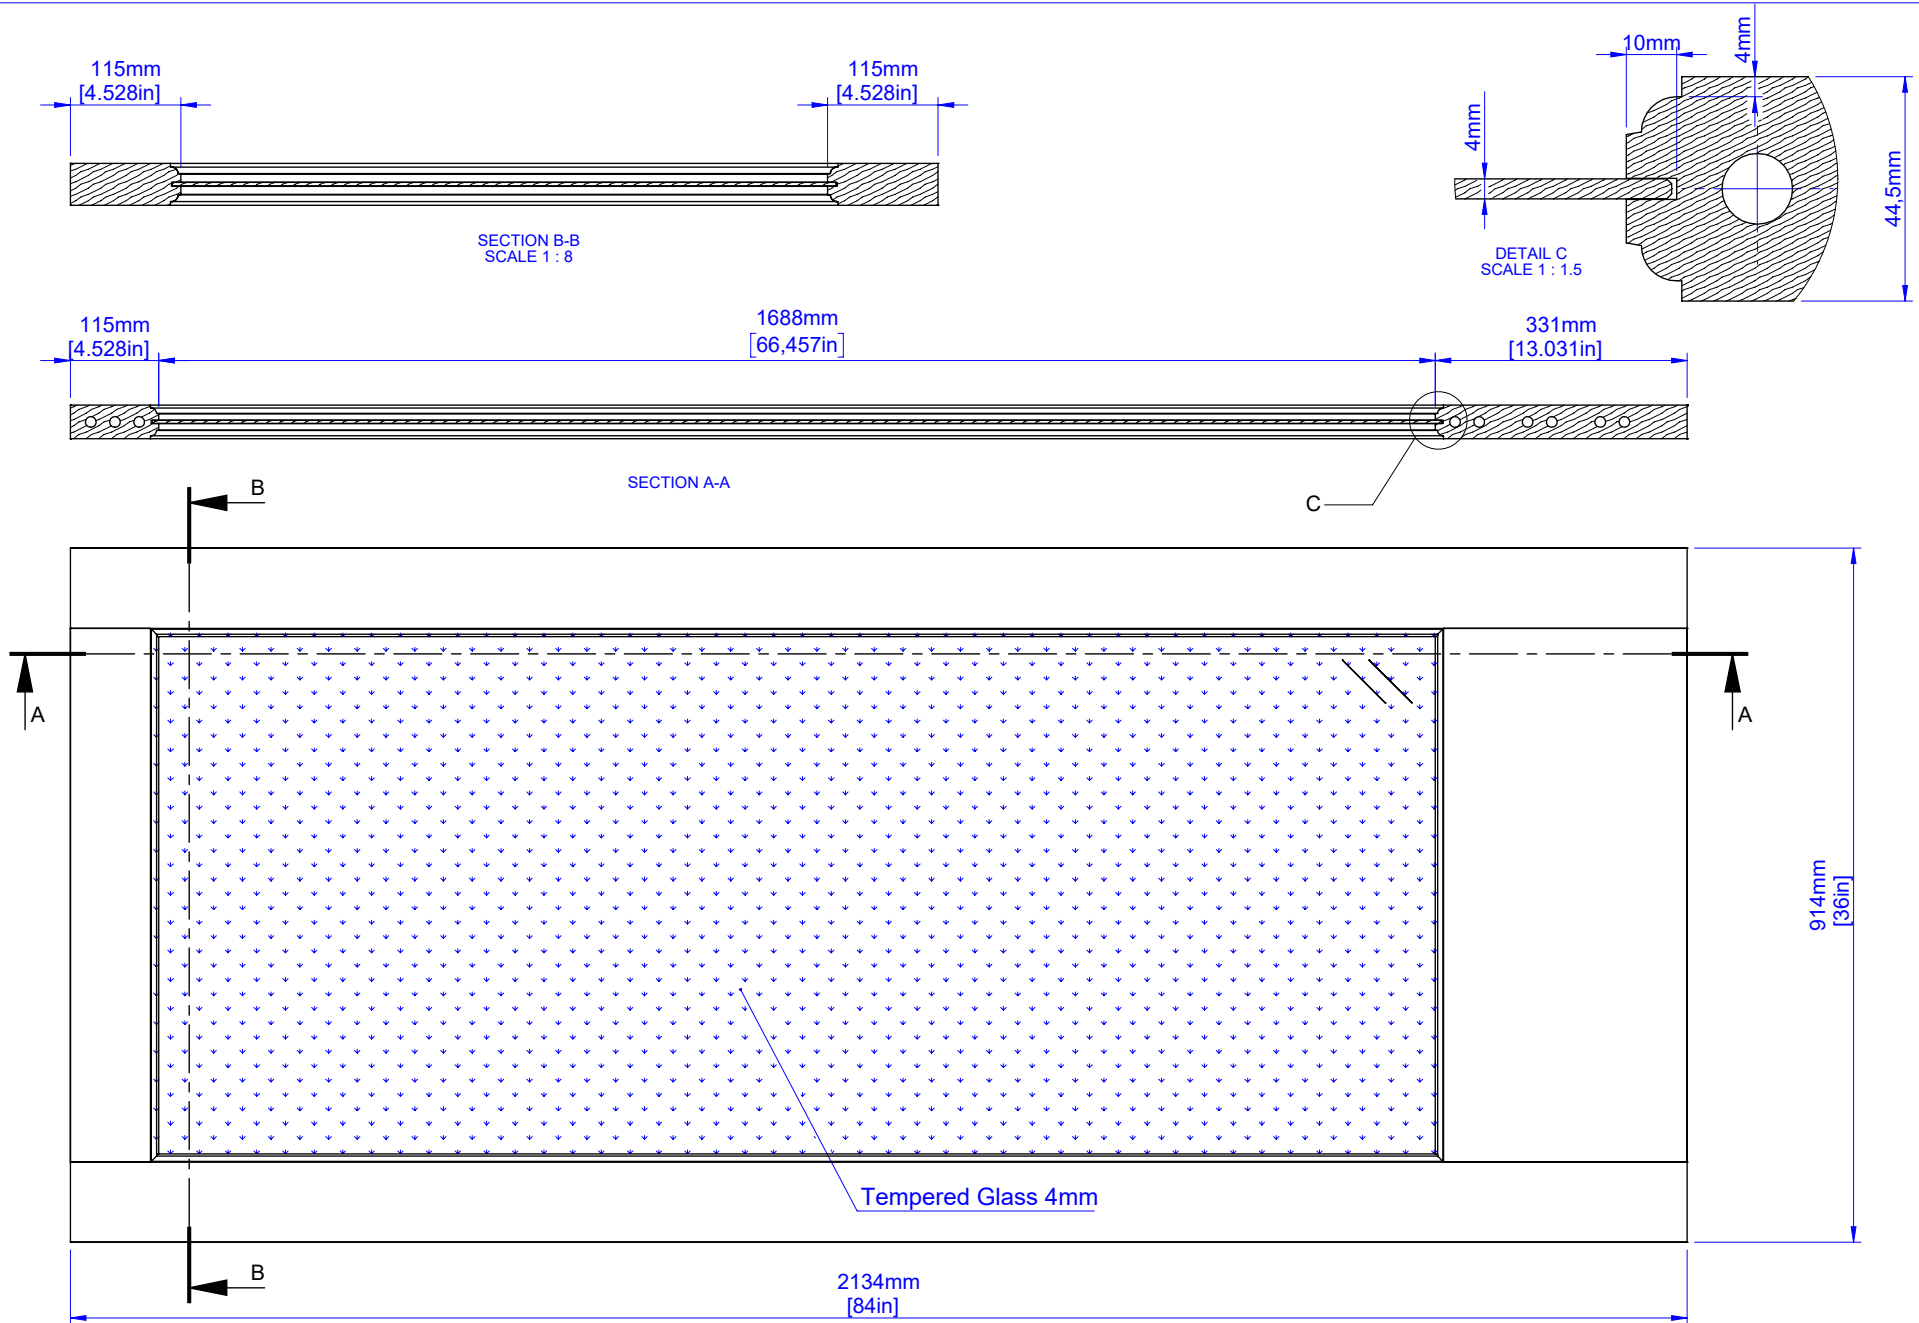 115mm
[4.528in]
115mm
[4.528in]
SECTION B-B
SCALE 1 : 8
10mm
4mm
4mm
44,5mm
DETAIL C
SCALE 1 : 1.5
115mm
[4.528in]
1688mm
[66,457in]
331mm
[13.031in]
SECTION A-A
C
B
A
A
914mm
[36in]
Tempered Glass 4mm
B
2134mm
[84in]